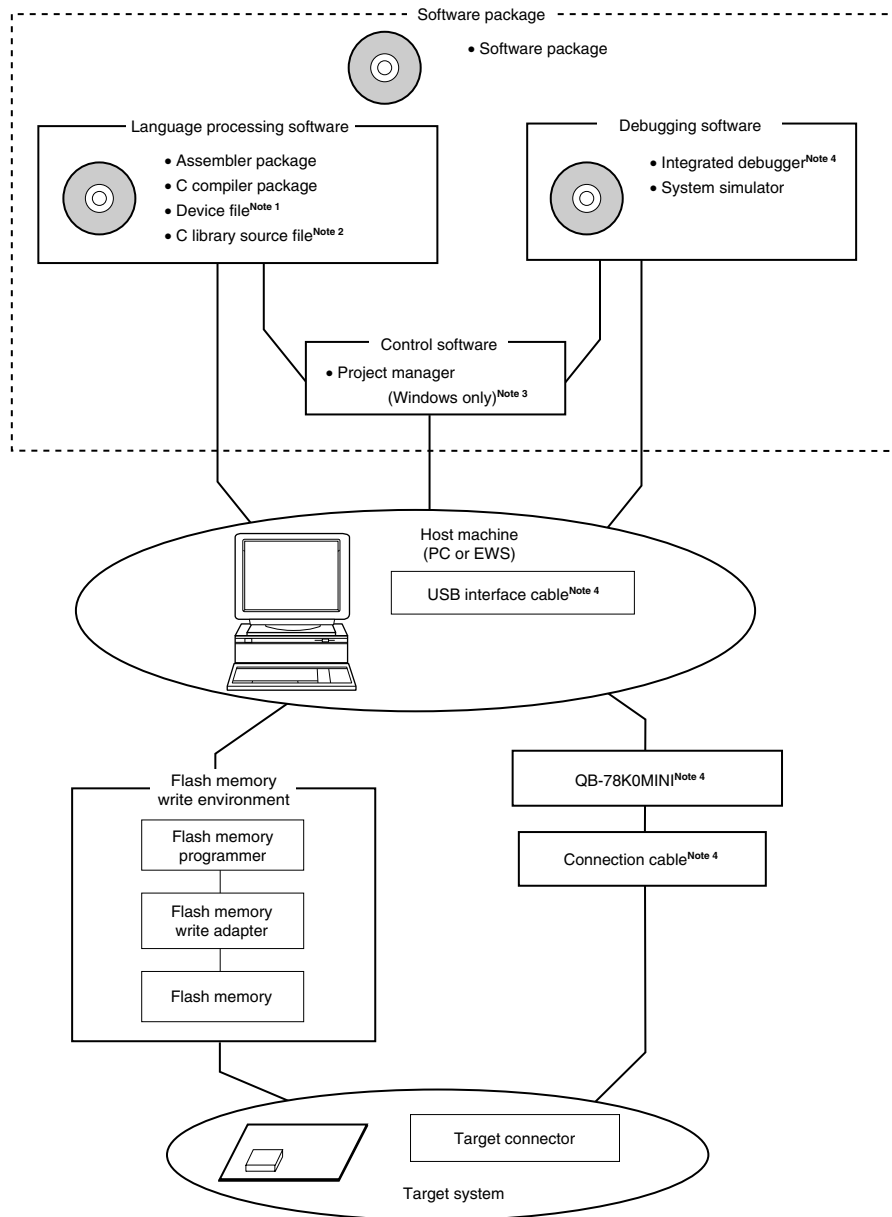 Software package
• Software package
Language processing software
• Assembler package
• C compiler package
• Device file Note 1
• C library source file Note 2
Debugging software
• Integrated debugger Note 4
• System simulator
Control software
• Project manager
(Windows only) Note 3
Host machine
(PC or EWS)
USB interface cable Note 4
Flash memory
write environment
Flash memory
programmer
Flash memory
write adapter
Flash memory
QB-78K0MINI Note 4
Connection cable Note 4
Target connector
Target system